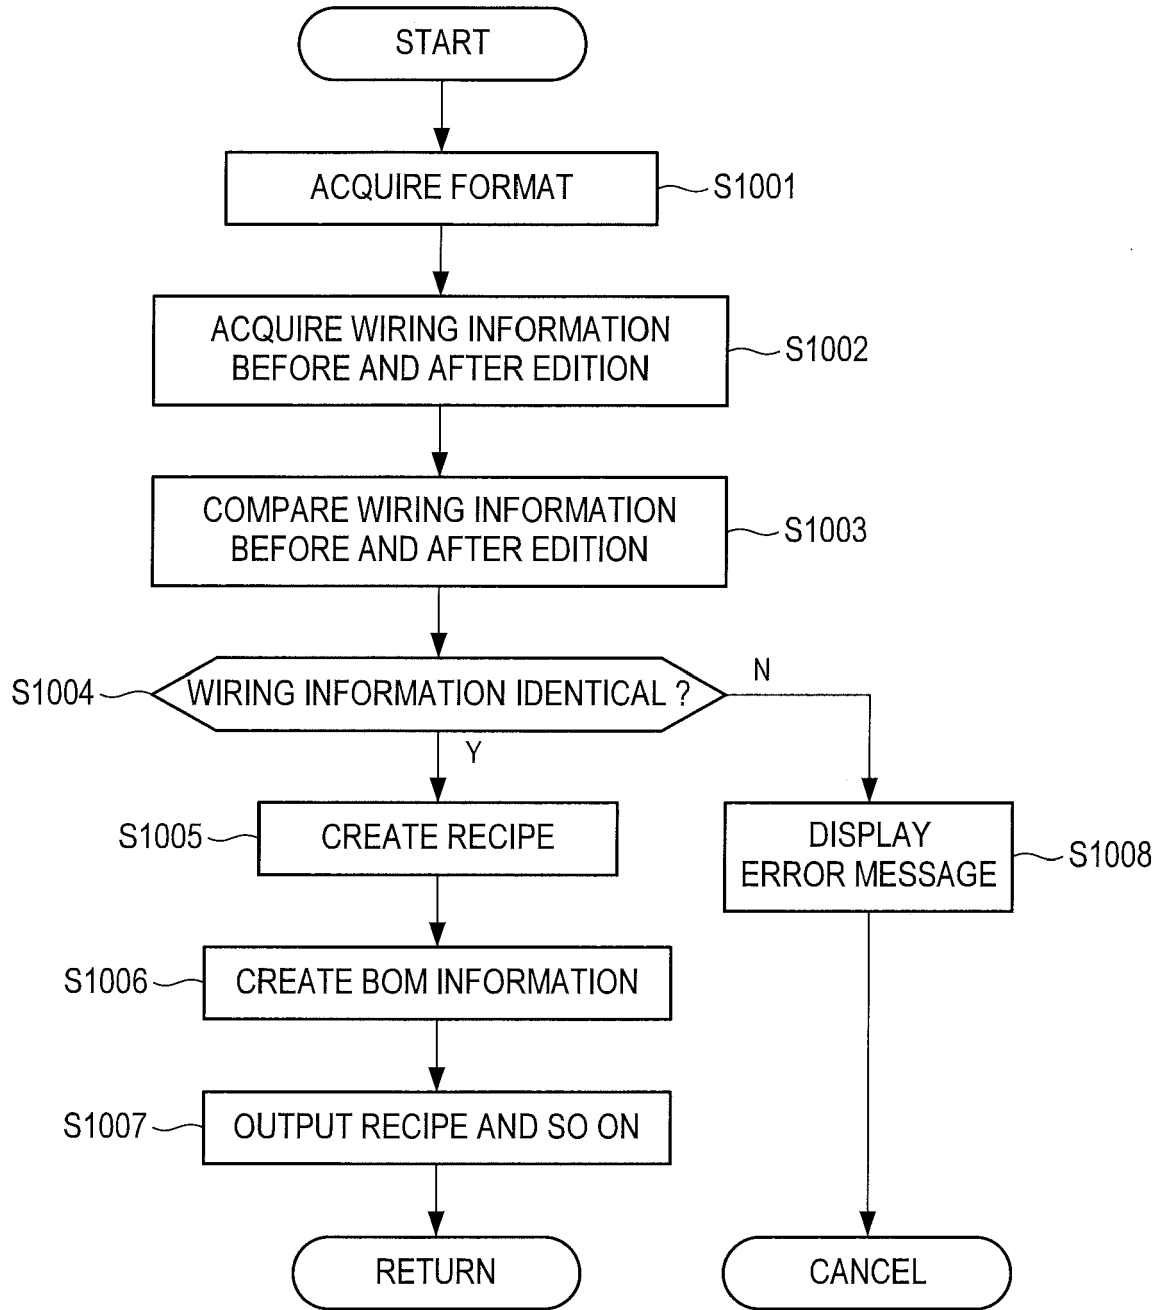 START
ACQUIRE FORMAT
S1001
ACQUIRE WIRING INFORMATION
BEFORE AND AFTER EDITION
S1002
COMPARE WIRING INFORMATION
BEFORE AND AFTER EDITION
S1003
S1004
WIRING INFORMATION IDENTICAL ?
N
Y
S1005
CREATE RECIPE
DISPLAY
ERROR MESSAGE
S1008
S1006
CREATE BOM INFORMATION
S1007
OUTPUT RECIPE AND SO ON
RETURN
CANCEL